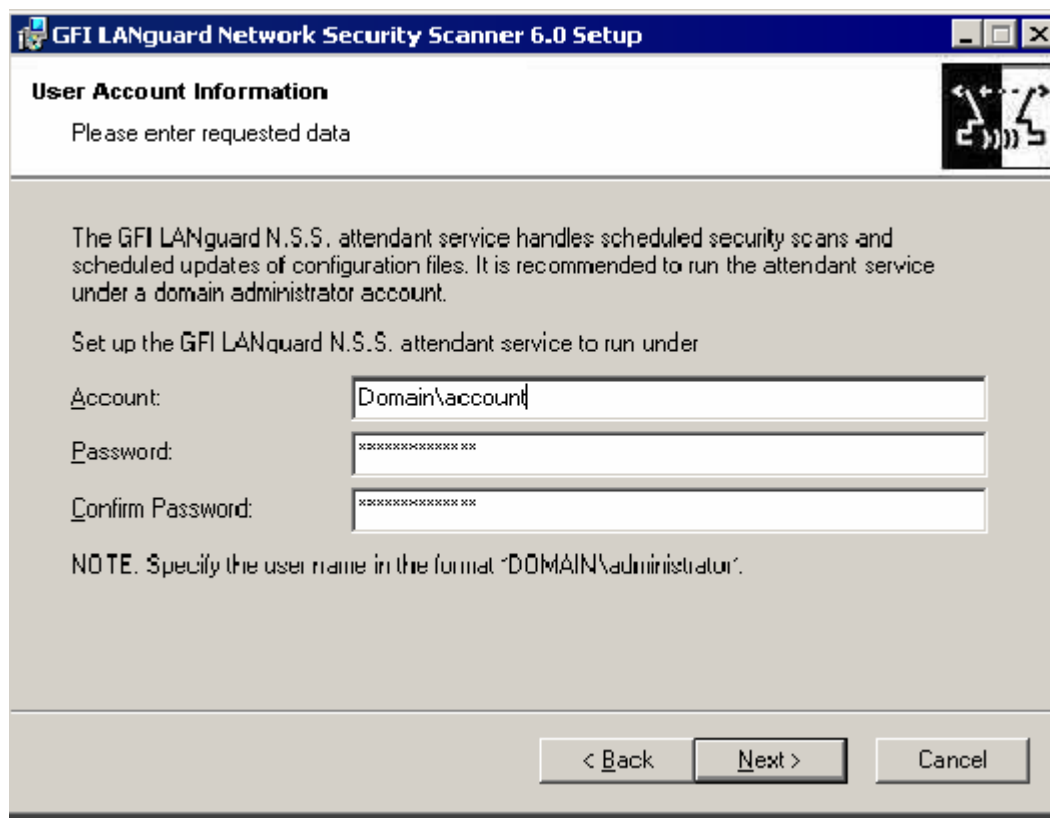 GFI LANguard Network Security Scanner 6.0 Setup
User Account Information
Please enter requested data
The GFI LANguard N.S.S. attendant service handles scheduled security scans and
scheduled updates of configuration files. It is recommended to run the attendant service
under a domain administrator account.
Set up the GFI LANguard N.S.S. attendant service to run under
Account:
Domain\account
Password:
**************
Confirm Password:
**************
NOTE. Specify the user name in the format 'DOMAIN\administrator'.
< Back
Next >
Cancel